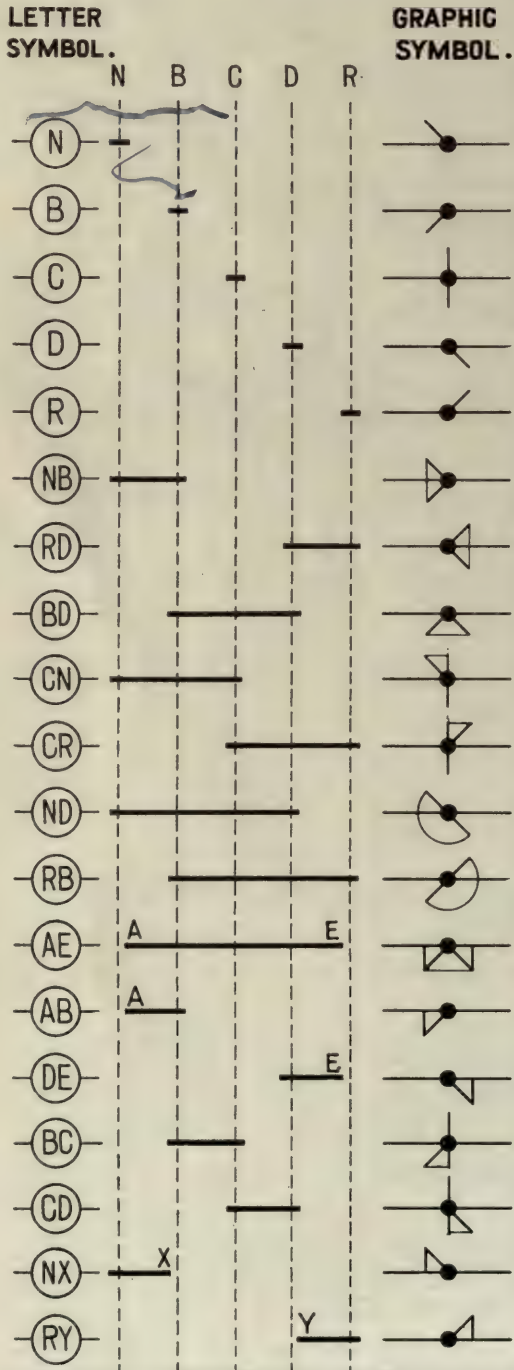 LETTER SYMBOL.
GRAPHIC SYMBOL.
N B C D R
N
B
C
D
R
NB
RD
BD
CN
CR
ND
RB
AE A E
AB A
DE E
BC
CD
NX X
RY Y